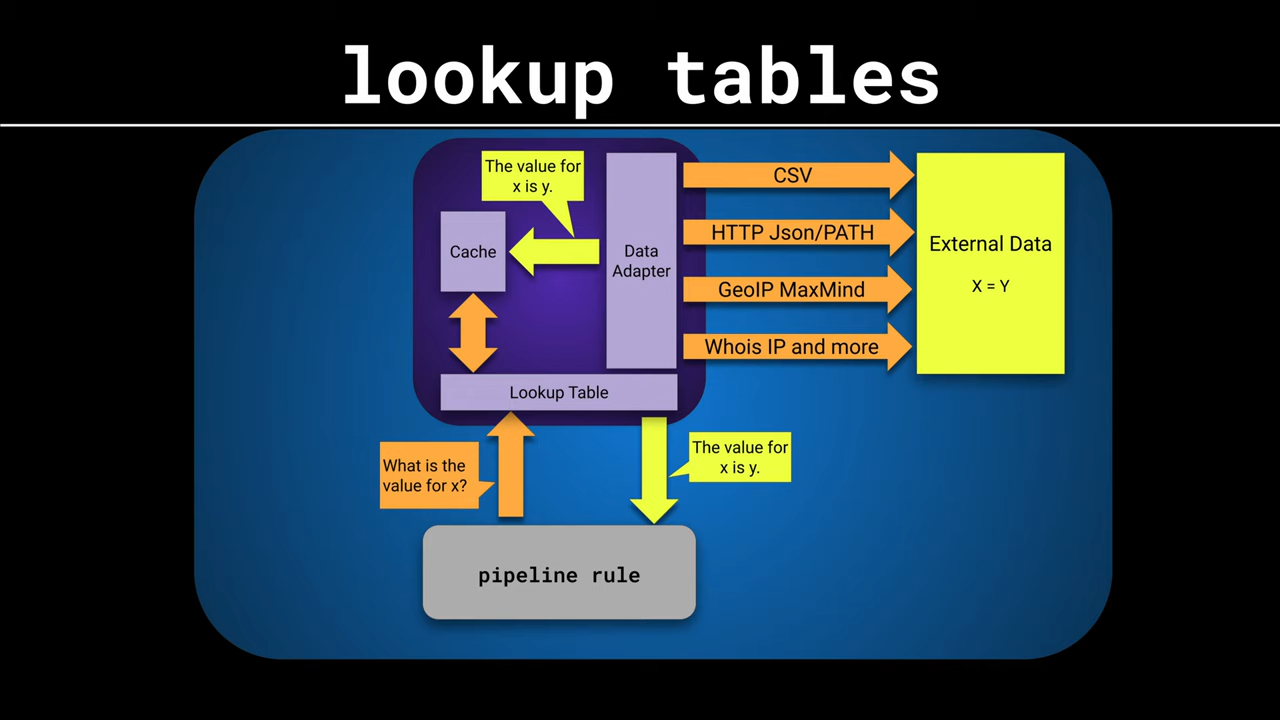 lookup tables
The value for
x is y.
Cache
Data
Adapter
CSV
HTTP Json/PATH
GeoIP MaxMind
Whois IP and more
External Data
X = Y
Lookup Table
What is the
value for x?
The value for
x is y.
pipeline rule